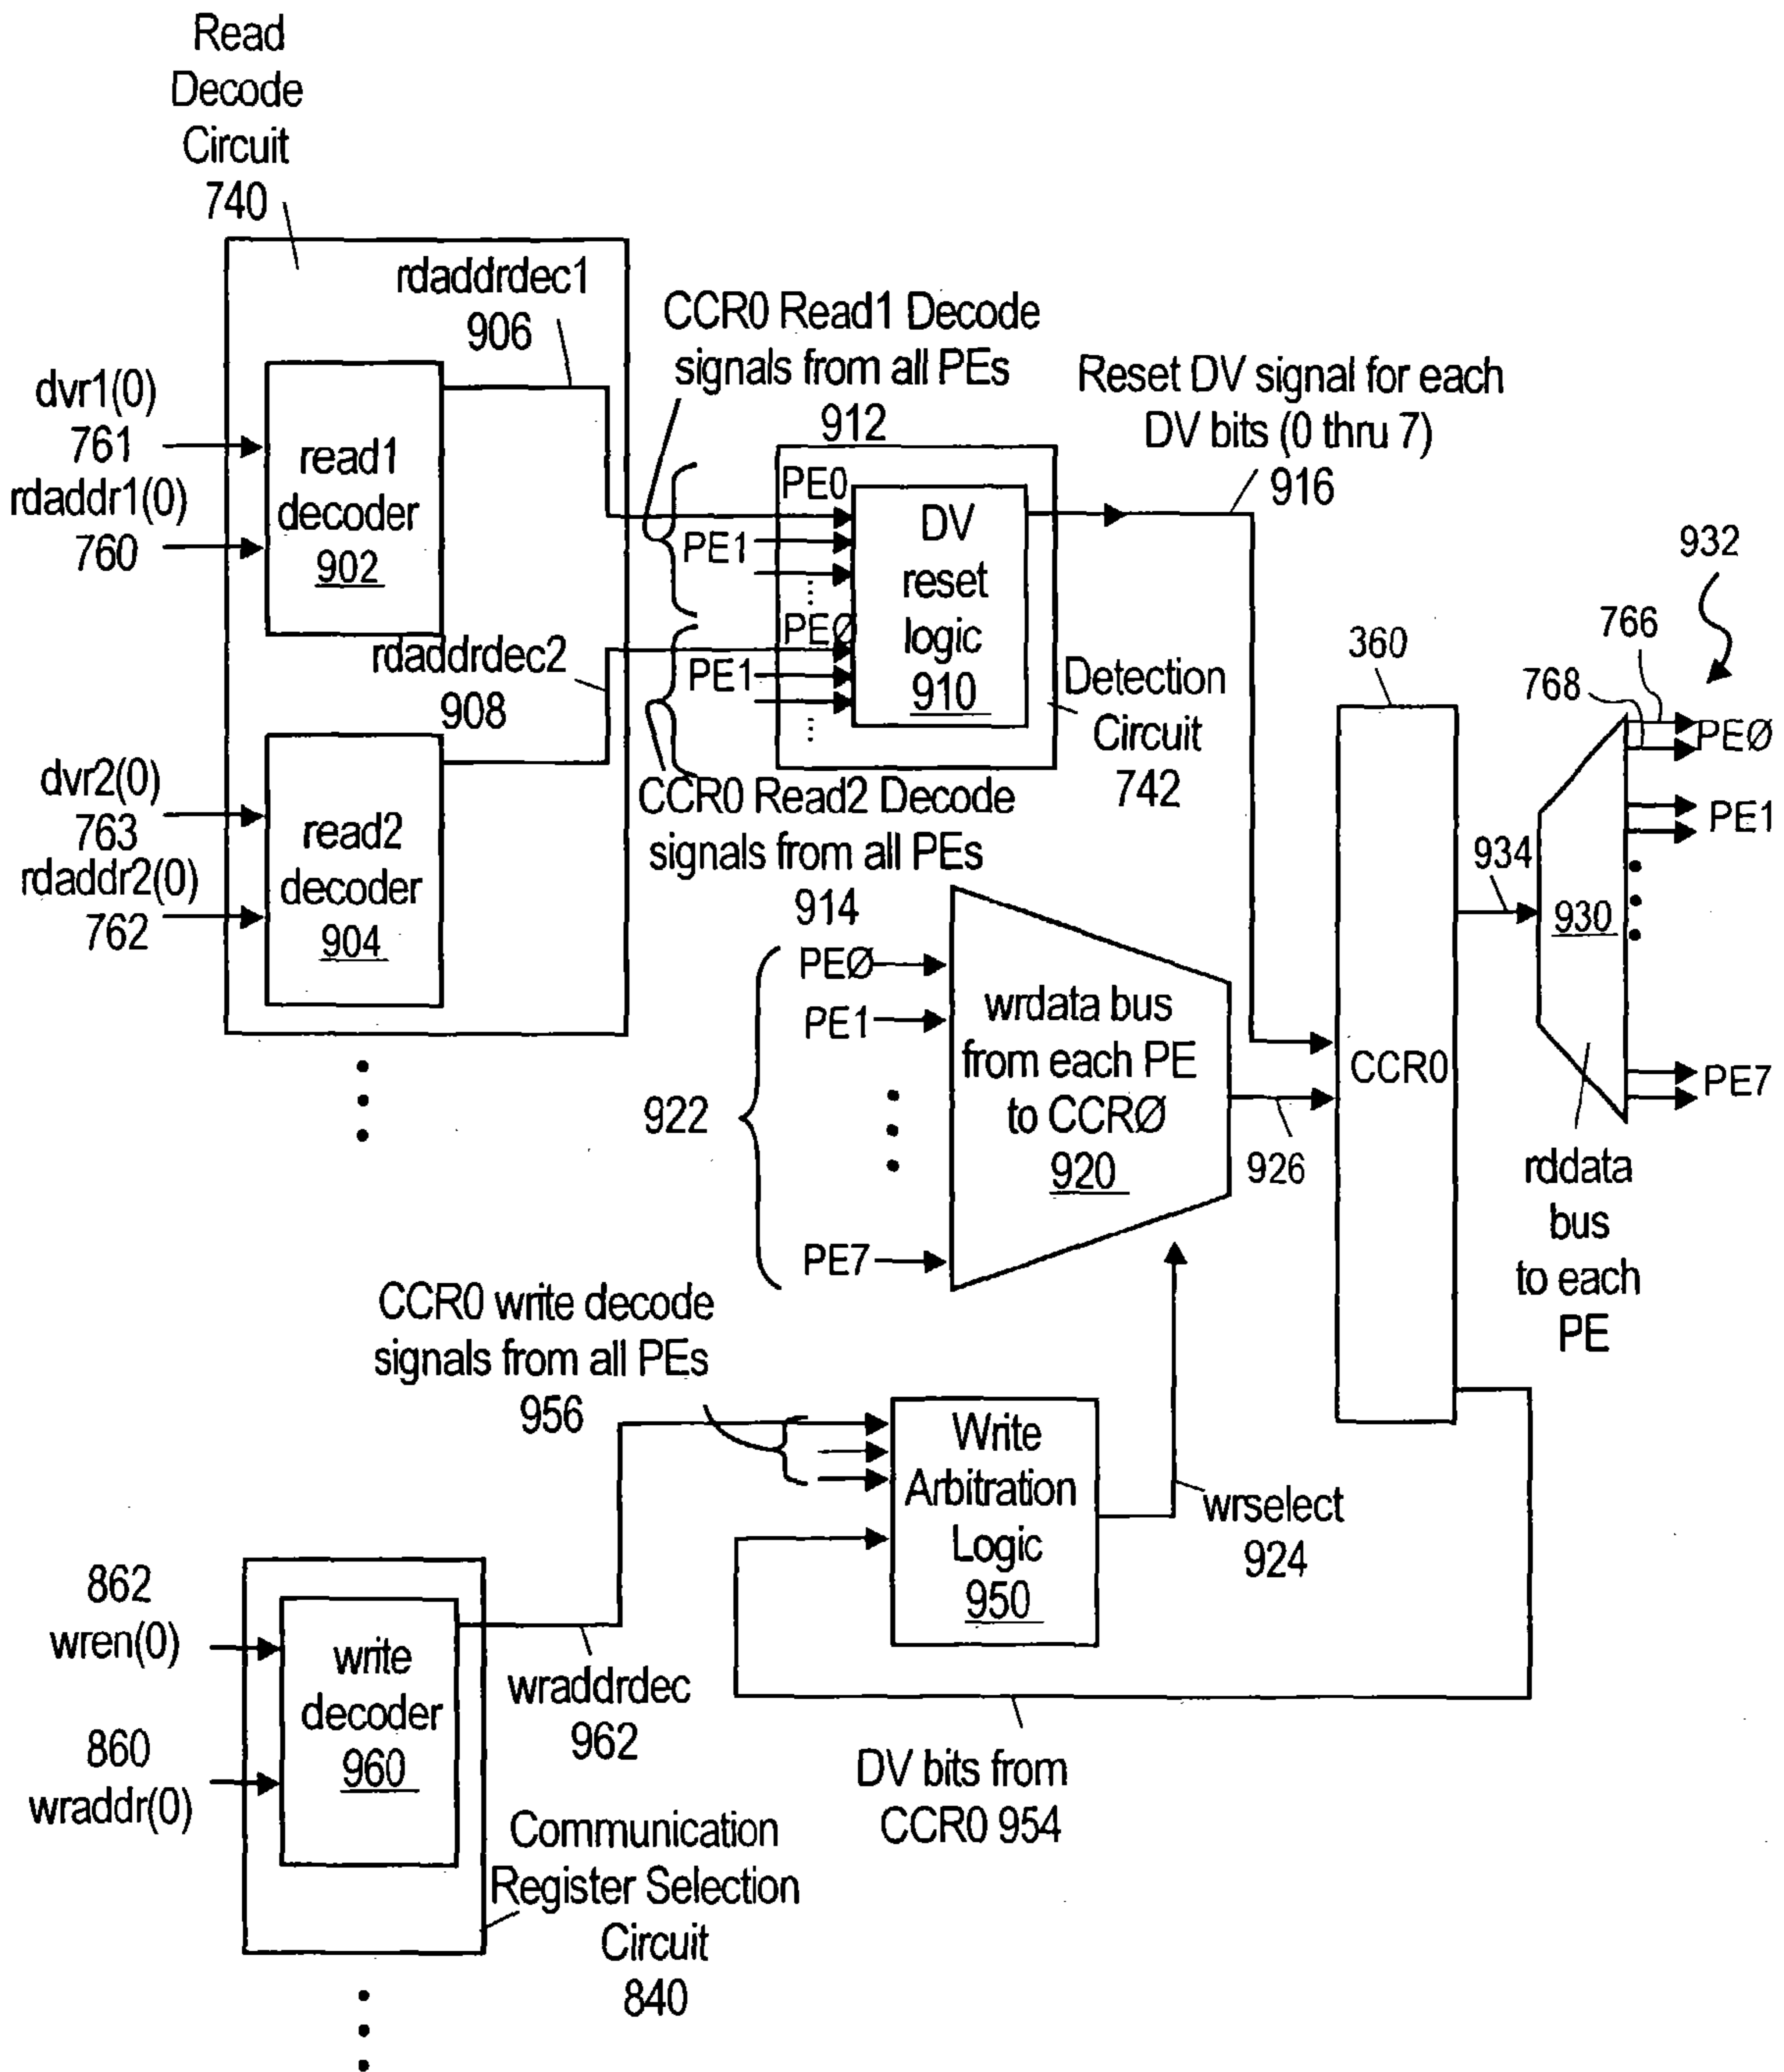 Read
Decode
Circuit
740
rdaddrdec1
906
dvr1(0)
761
rdaddr1(0)
760
read1
decoder
902
rdaddrdec2
908
dvr2(0)
763
rdaddr2(0)
762
read2
decoder
904
CCR0 Read1 Decode
signals from all PEs
912
PE0
PE1
PEØ
PE1
DV
reset
logic
910
Detection
Circuit
742
CCR0 Read2 Decode
signals from all PEs
914
Reset DV signal for each
DV bits (0 thru 7)
916
932
766
768
360
PEØ
PE1
PE7
934
930
CCR0
rddata
bus
to each
PE
922
PEØ
PE1
PE7
wrdata bus
from each PE
to CCRØ
920
926
CCR0 write decode
signals from all PEs
956
Write
Arbitration
Logic
950
wrselect
924
862
wren(0)
860
wraddr(0)
write
decoder
960
wraddrdec
962
DV bits from
CCR0 954
Communication
Register Selection
Circuit
840